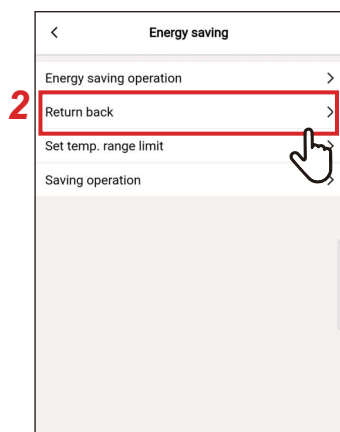 Energy saving
Energy saving operation
2
Return back
Set temp. range limit
Saving operation